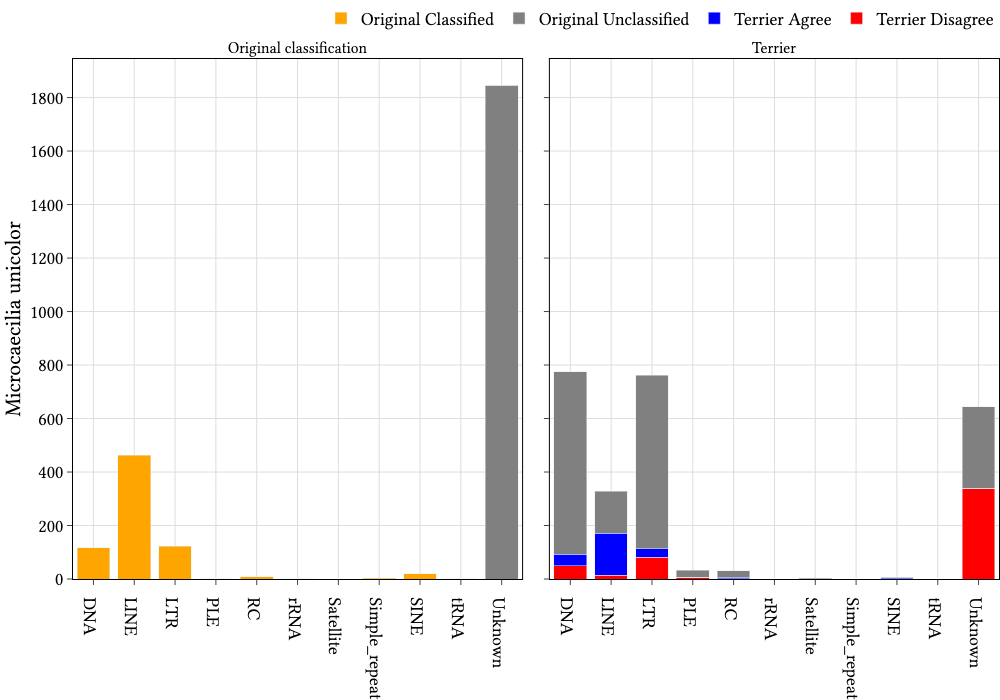 Original Classified Original Unclassified Terrier Agree Terrier Disagree
Original classification Terrier
Microcaecilia unicolor
1800
1600
1400
1200
1000
800
600
400
200
0
DNA LINE LTR PLE RC rRNA Satellite Simple_repeat SINE tRNA Unknown
DNA LINE LTR PLE RC rRNA Satellite Simple_repeat SINE tRNA Unknown